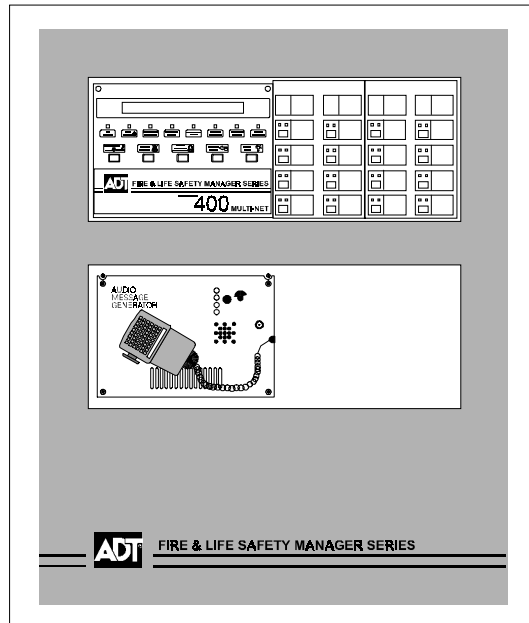 ADT FIRE & LIFE SAFETY MANAGER SERIES
400 MULTI-NET
AUDIO
MESSAGE
GENERATOR
ADT FIRE & LIFE SAFETY MANAGER SERIES